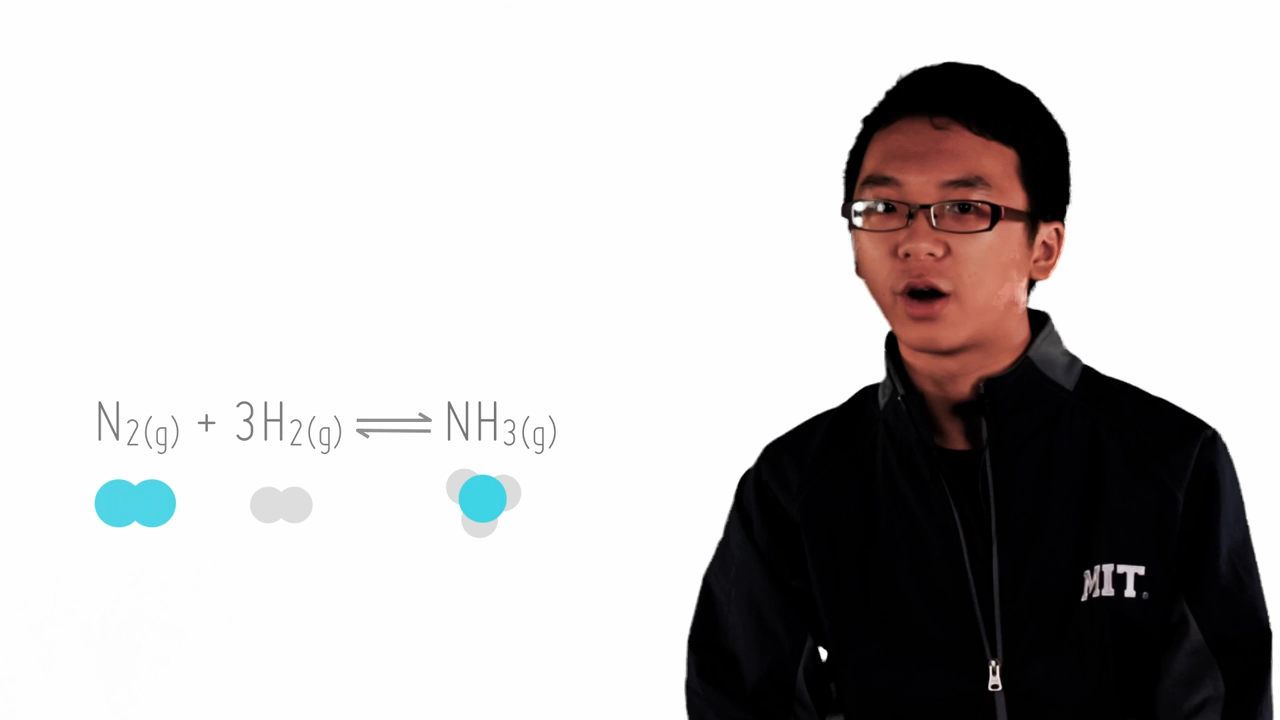 N₂(g) + 3H₂(g) ⇌ NH₃(g)
MIT